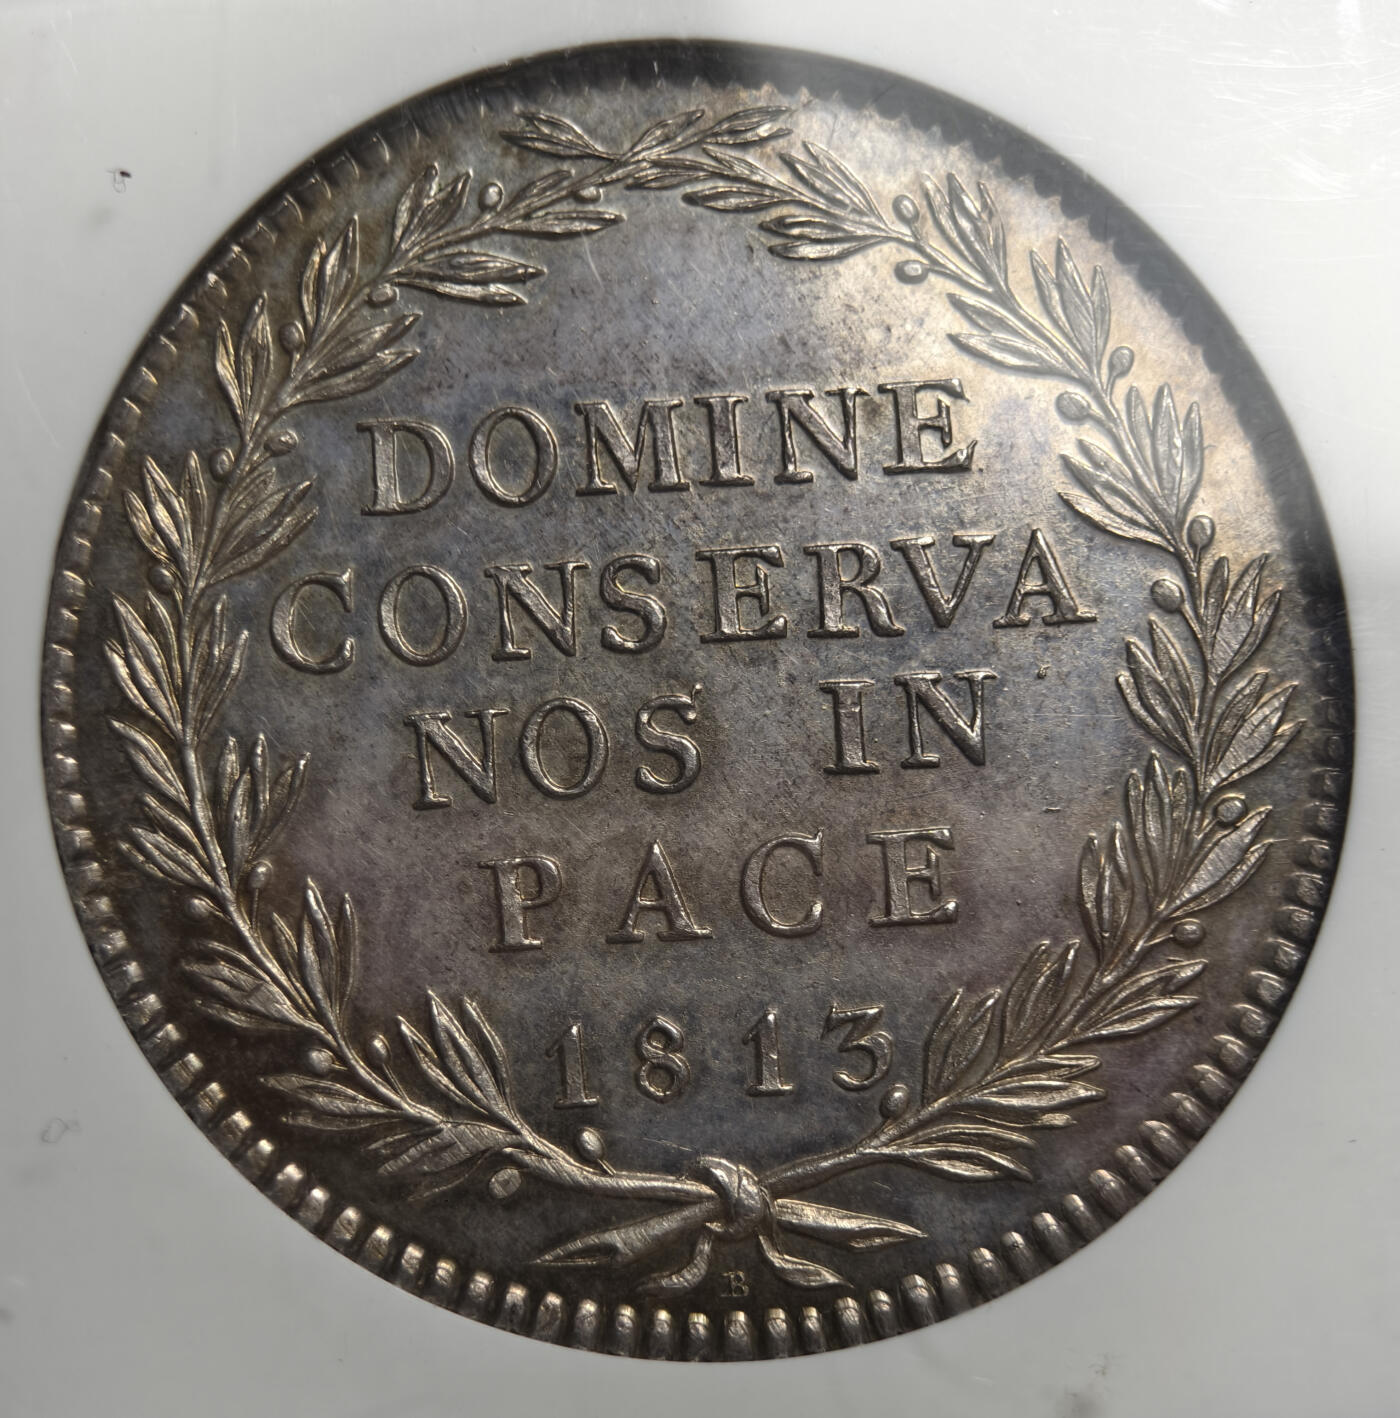 DOMINE
CONSERVA
NOS IN
PACE
1813
B